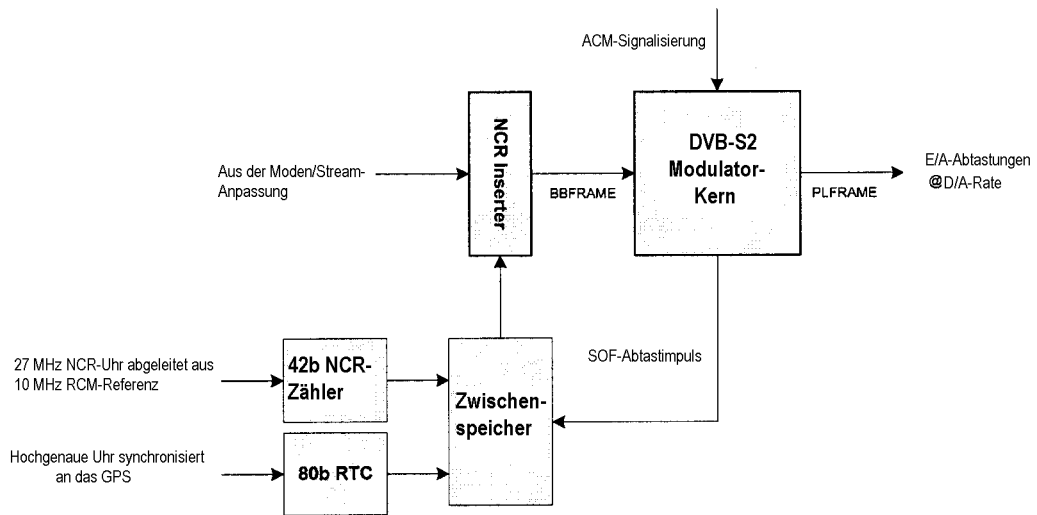 ACM-Signalisierung
NCR Inserter
DVB-S2
Modulator-
Kern
Aus der Moden/Stream-
Anpassung
BBFRAME
PLFRAME
E/A-Abtastungen
@D/A-Rate
SOF-Abtastimpuls
27 MHz NCR-Uhr abgeleitet aus
10 MHz RCM-Referenz
42b NCR-
Zähler
Zwischen-
speicher
Hochgenaue Uhr synchronisiert
an das GPS
80b RTC